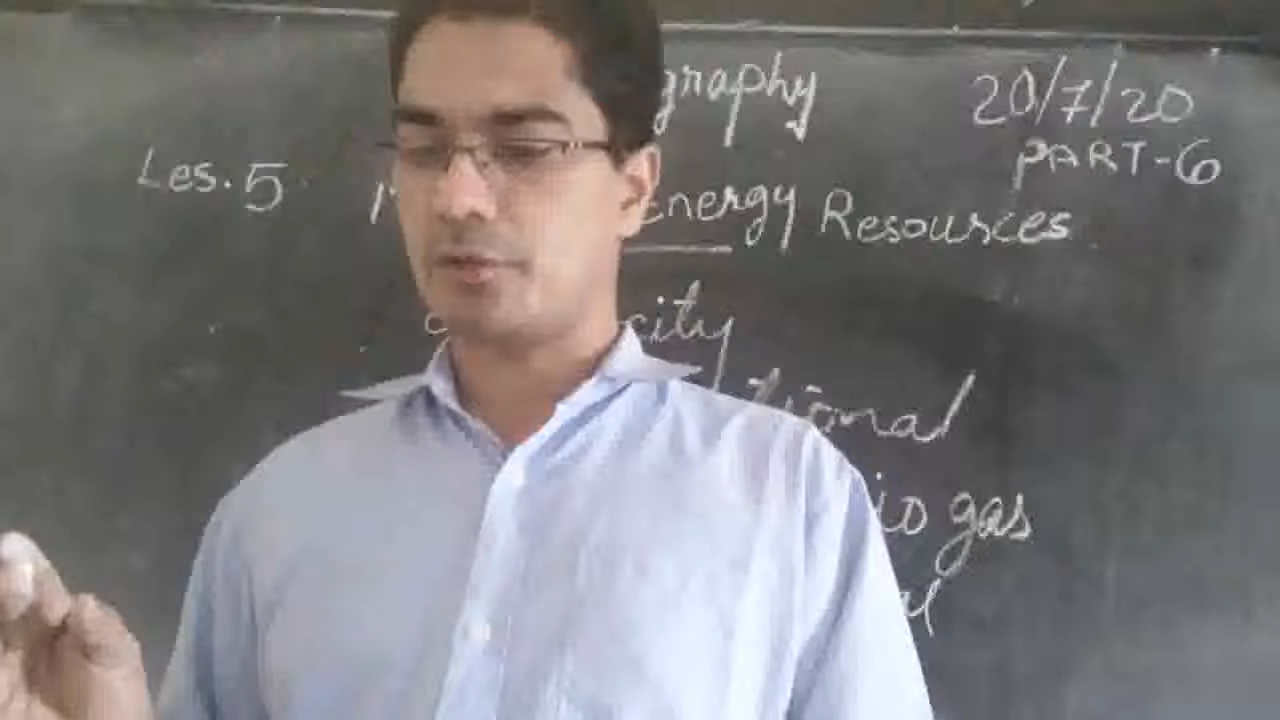 graphy 20/7/20
PART-6
Les. 5 Energy Resources
city
tional
io gas